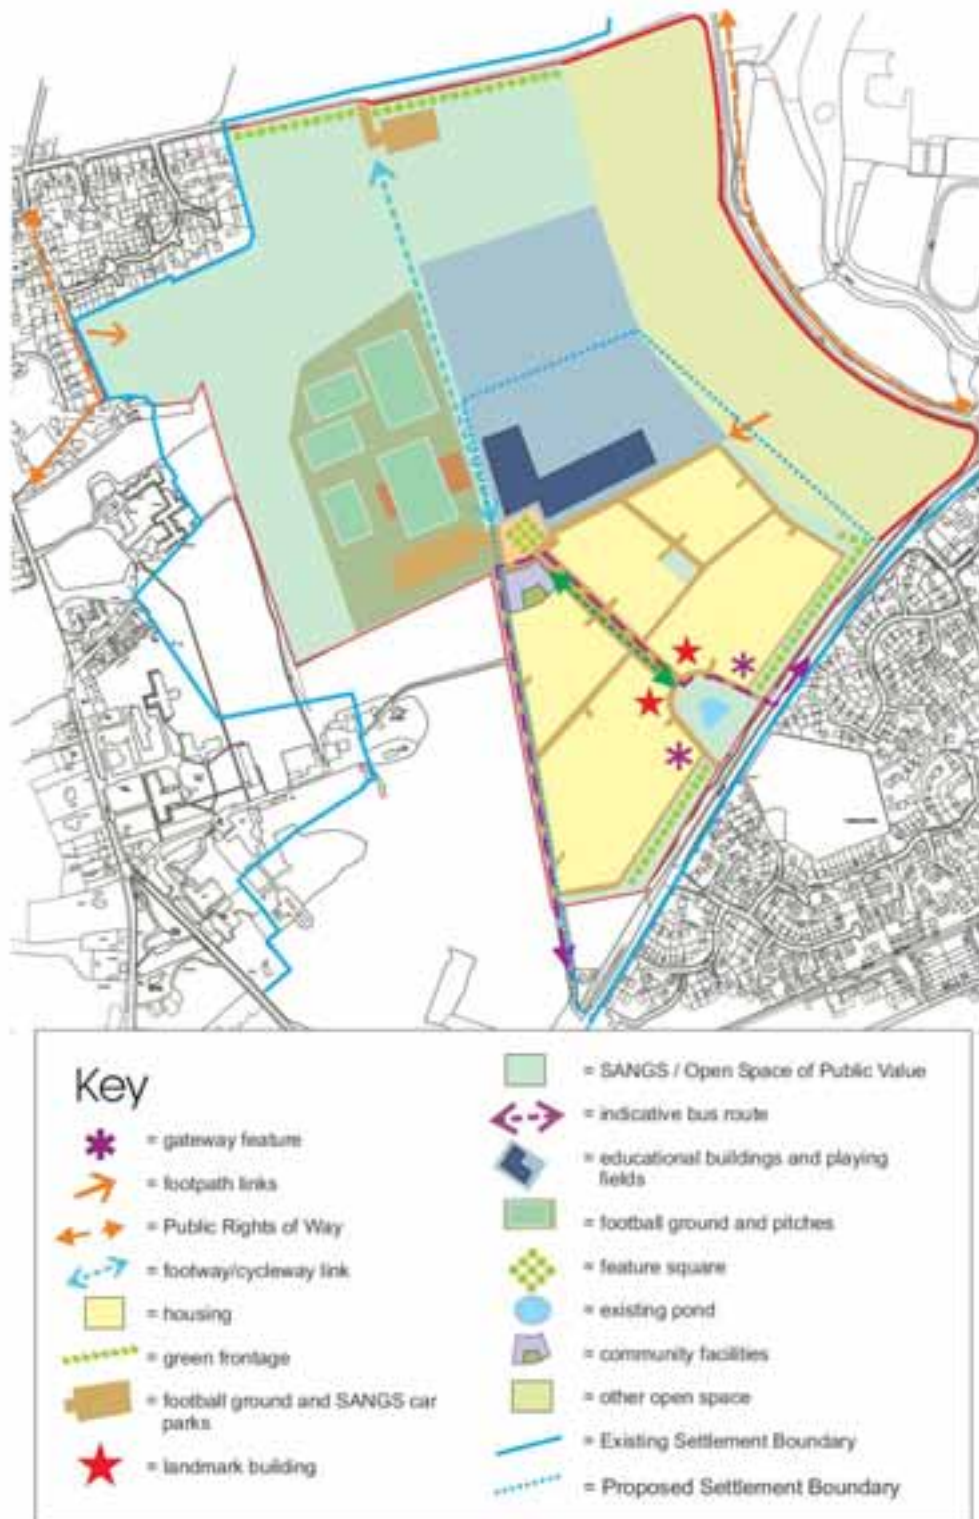 Key
= gateway feature
= footpath links
= Public Rights of Way
= footway/cycleway link
= housing
= green frontage
= football ground and SANGS car
parks
= landmark building
= SANGS / Open Space of Public Value
= indicative bus route
= educational buildings and playing
fields
= football ground and pitches
= feature square
= existing pond
= community facilities
= other open space
= Existing Settlement Boundary
= Proposed Settlement Boundary